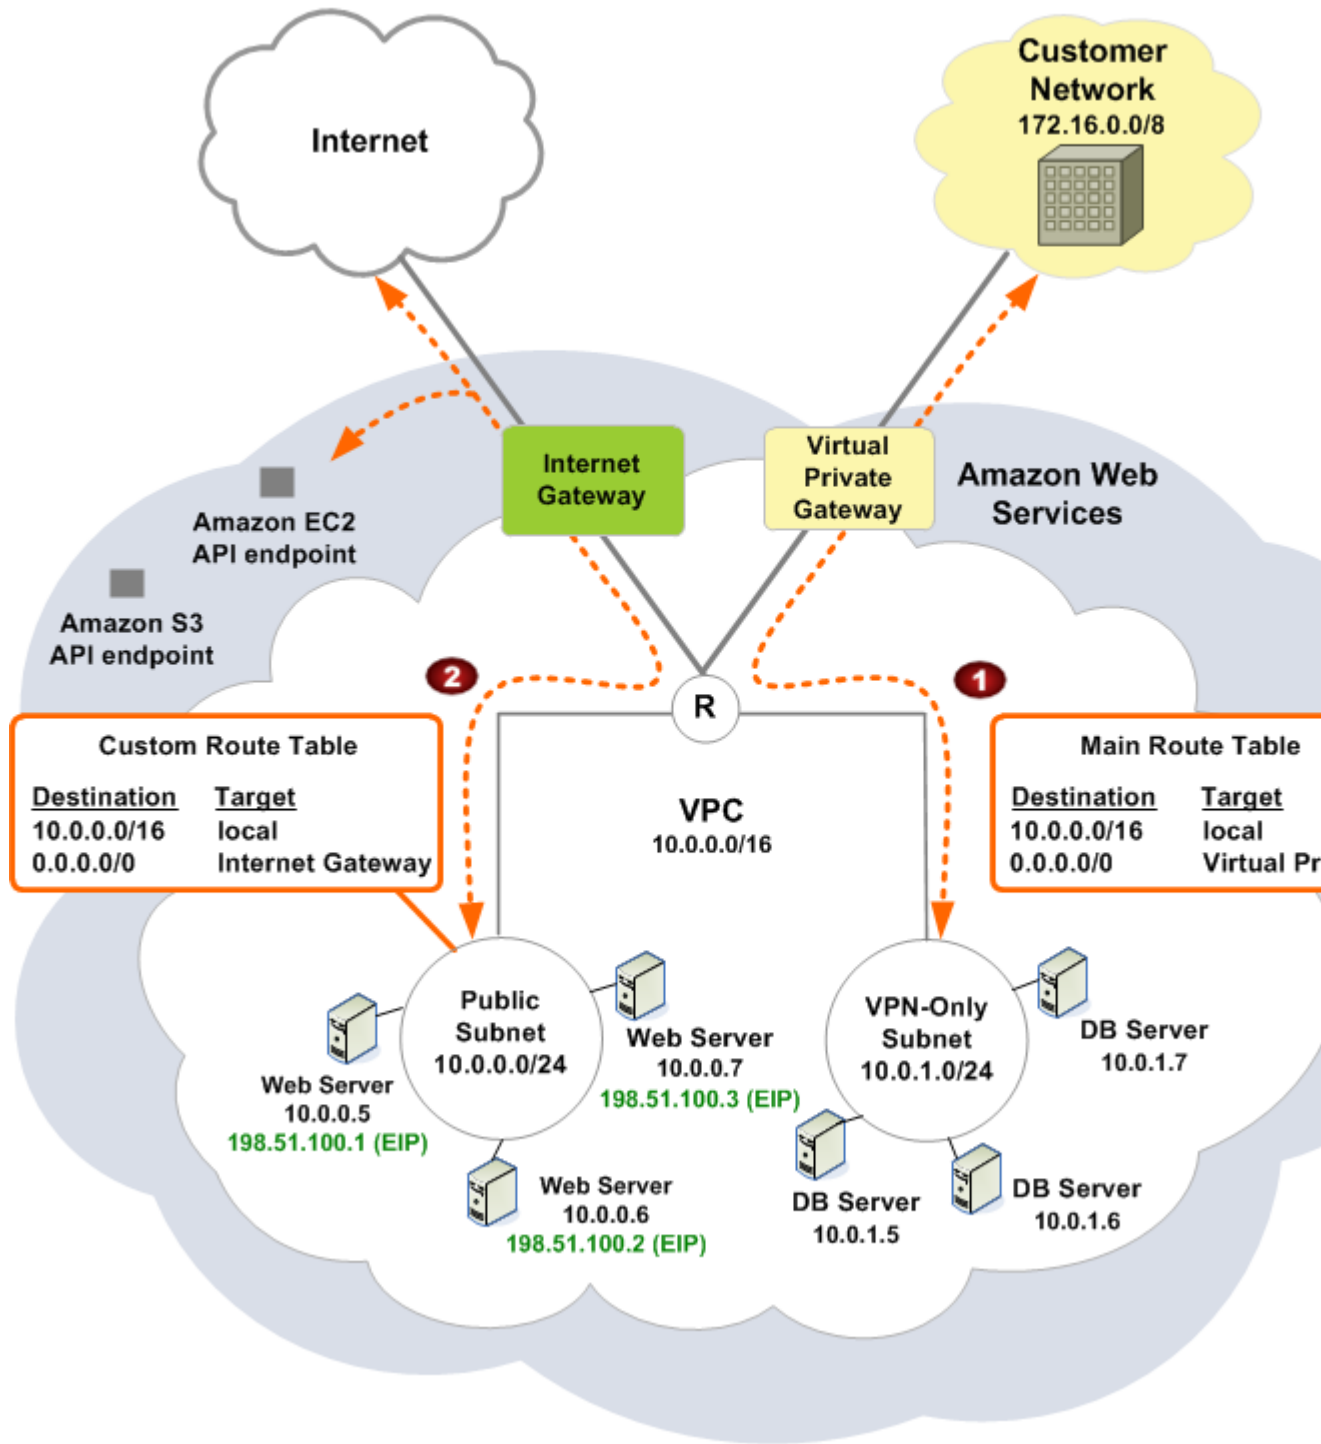 Internet
Customer
Network
172.16.0.0/8
Internet
Gateway
Virtual
Private
Gateway
Amazon Web
Services
Amazon EC2
API endpoint
Amazon S3
API endpoint
2
1
R
Custom Route Table
Destination Target
10.0.0.0/16 local
0.0.0.0/0 Internet Gateway
Main Route Table
Destination Target
10.0.0.0/16 local
0.0.0.0/0 Virtual Pr
VPC
10.0.0.0/16
Public
Subnet
10.0.0.0/24
Web Server
10.0.0.5
198.51.100.1 (EIP)
Web Server
10.0.0.7
198.51.100.3 (EIP)
Web Server
10.0.0.6
198.51.100.2 (EIP)
VPN-Only
Subnet
10.0.1.0/24
DB Server
10.0.1.7
DB Server
10.0.1.5
DB Server
10.0.1.6